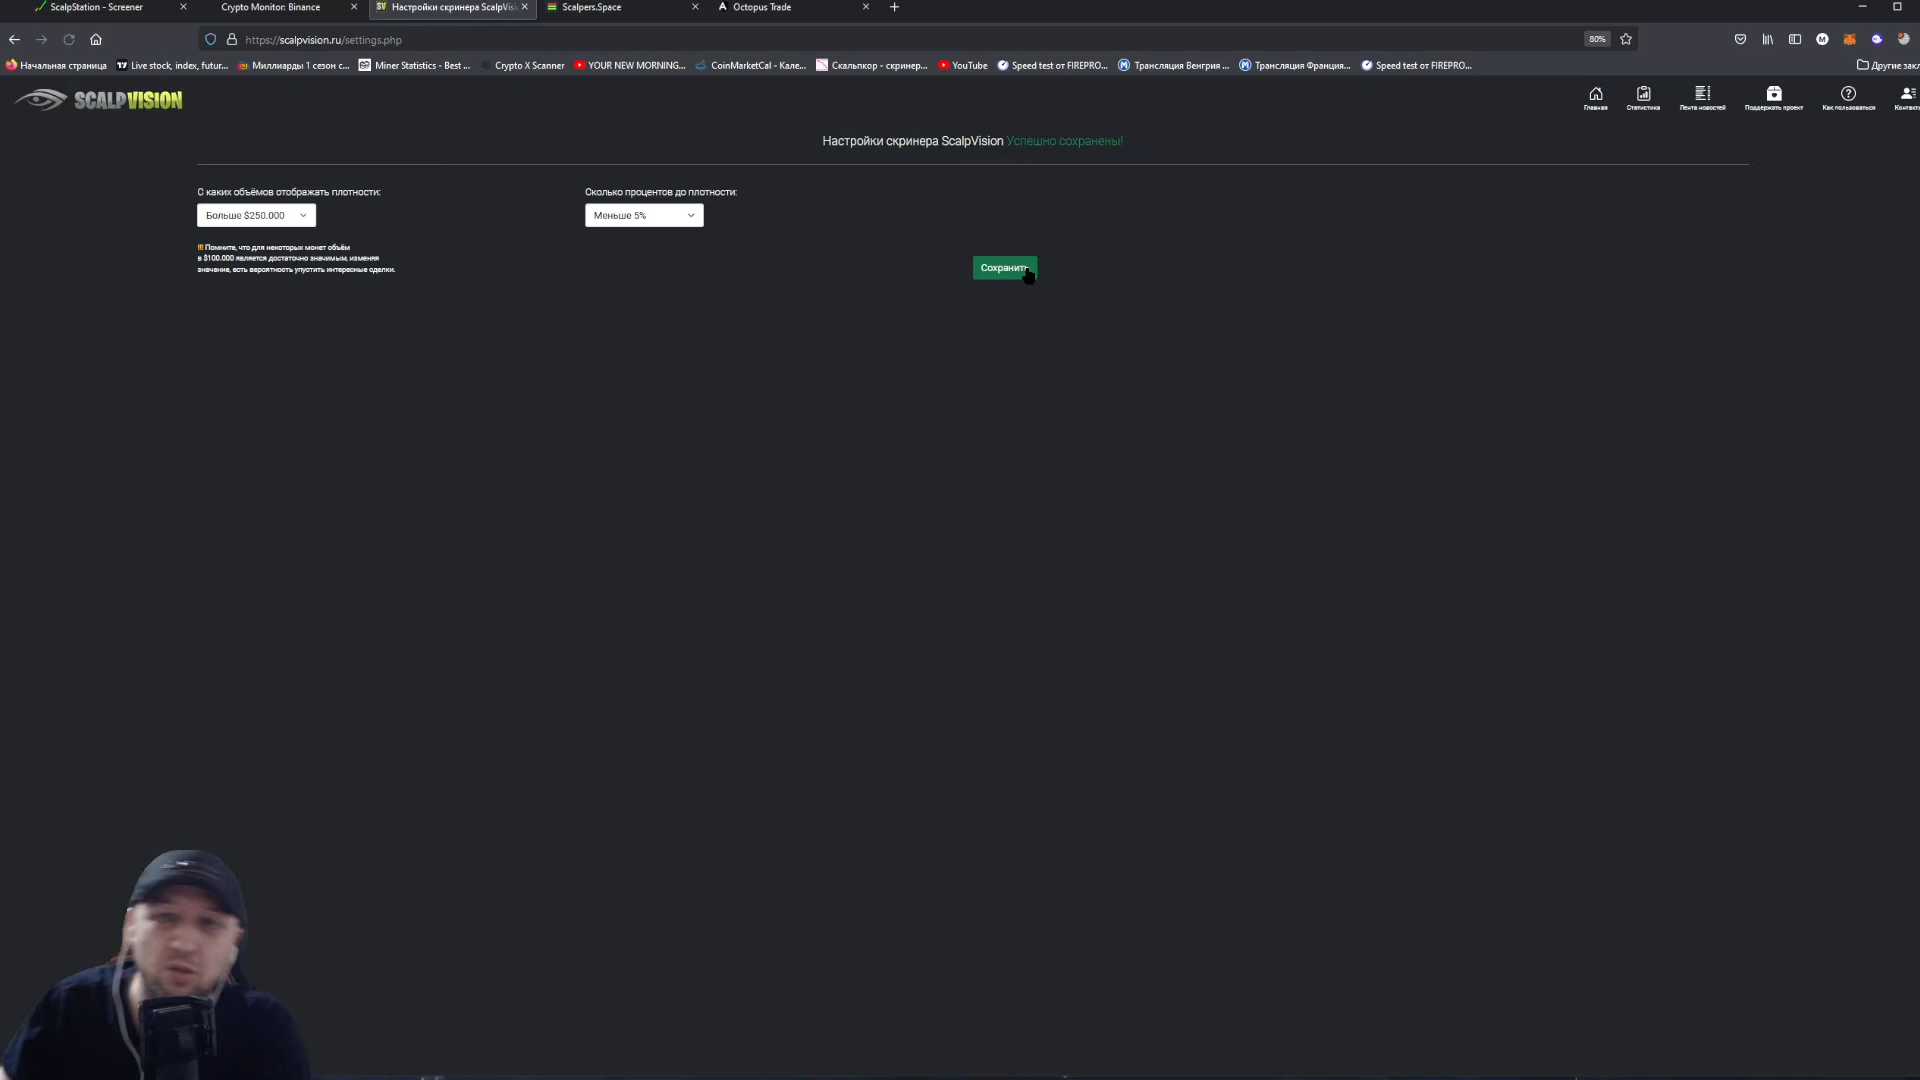 ScalpStation - Screener
Crypto Monitor: Binance
Настройки скринера ScalpVisi
Scalpers.Space
Octopus Trade
https://scalpvision.ru/settings.php
80%
Начальная страница
Live stock, index, futur...
Миллиарды 1 сезон с...
Miner Statistics - Best ...
Crypto X Scanner
YOUR NEW MORNING...
CoinMarketCal - Кале...
Скальпкор - скринер...
YouTube
Speed test от FIREPRO...
Трансляция Венгрия ...
Трансляция Франция...
Speed test от FIREPRO...
Другие закл
SCALPVISION
Главная
Статистика
Лента новостей
Поддержать проект
Как пользоваться
Контакты
Настройки скринера ScalpVision Успешно сохранены!
С каких объёмов отображать плотности:
Больше $250.000
!!! Помните, что для некоторых монет объём
в $100.000 является достаточно значимым, изменяя
значение, есть вероятность упустить интересные сделки.
Сколько процентов до плотности:
Меньше 5%
Сохранить